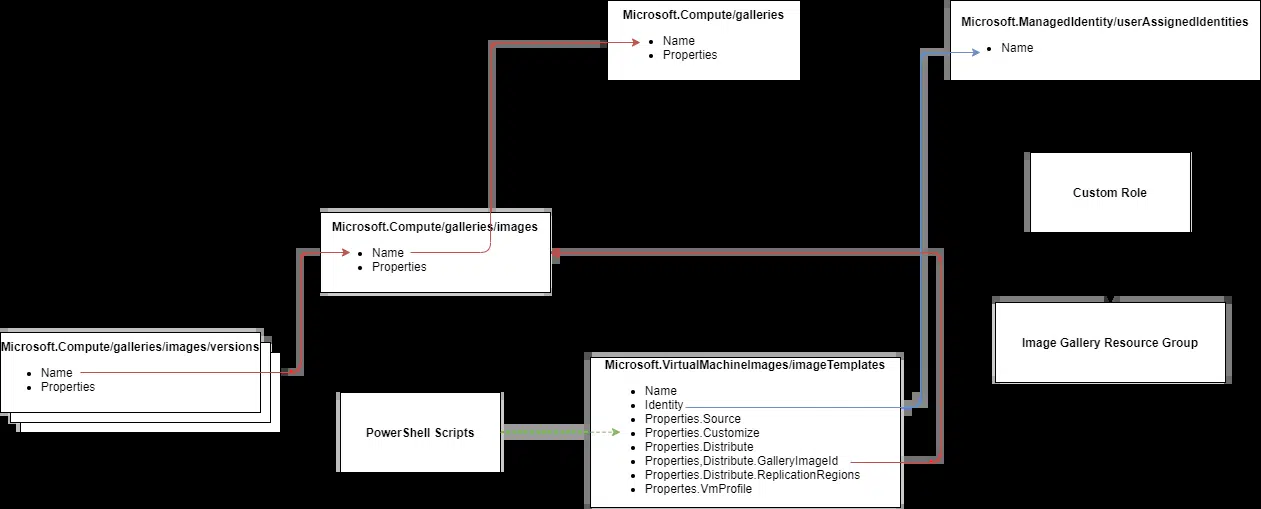 Microsoft.Compute/galleries
Name
Properties
Microsoft.ManagedIdentity/userAssignedIdentities
Name
Custom Role
Microsoft.Compute/galleries/images
Name
Properties
Image Gallery Resource Group
Microsoft.Compute/galleries/images/versions
Name
Properties
PowerShell Scripts
Microsoft.VirtualMachineImages/imageTemplates
Name
Identity
Properties.Source
Properties.Customize
Properties.Distribute
Properties,Distribute.GalleryImageId
Properties.Distribute.ReplicationRegions
Propertes.VmProfile